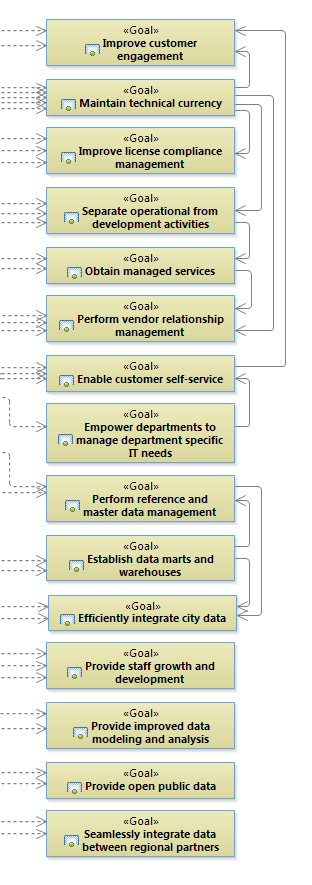 «Goal»
Improve customer
engagement
«Goal»
Maintain technical currency
«Goal»
Improve license compliance
management
«Goal»
Separate operational from
development activities
«Goal»
Obtain managed services
«Goal»
Perform vendor relationship
management
«Goal»
Enable customer self-service
Empower departments to
manage department specific
IT needs
«Goal»
Perform reference and
master data management
«Goal»
Establish data marts and
warehouses
«Goal»
Efficiently integrate city data
«Goal»
Provide staff growth and
development
«Goal»
Provide improved data
modeling and analysis
«Goal»
Provide open public data
«Goal»
Seamlessly integrate data
between regional partners